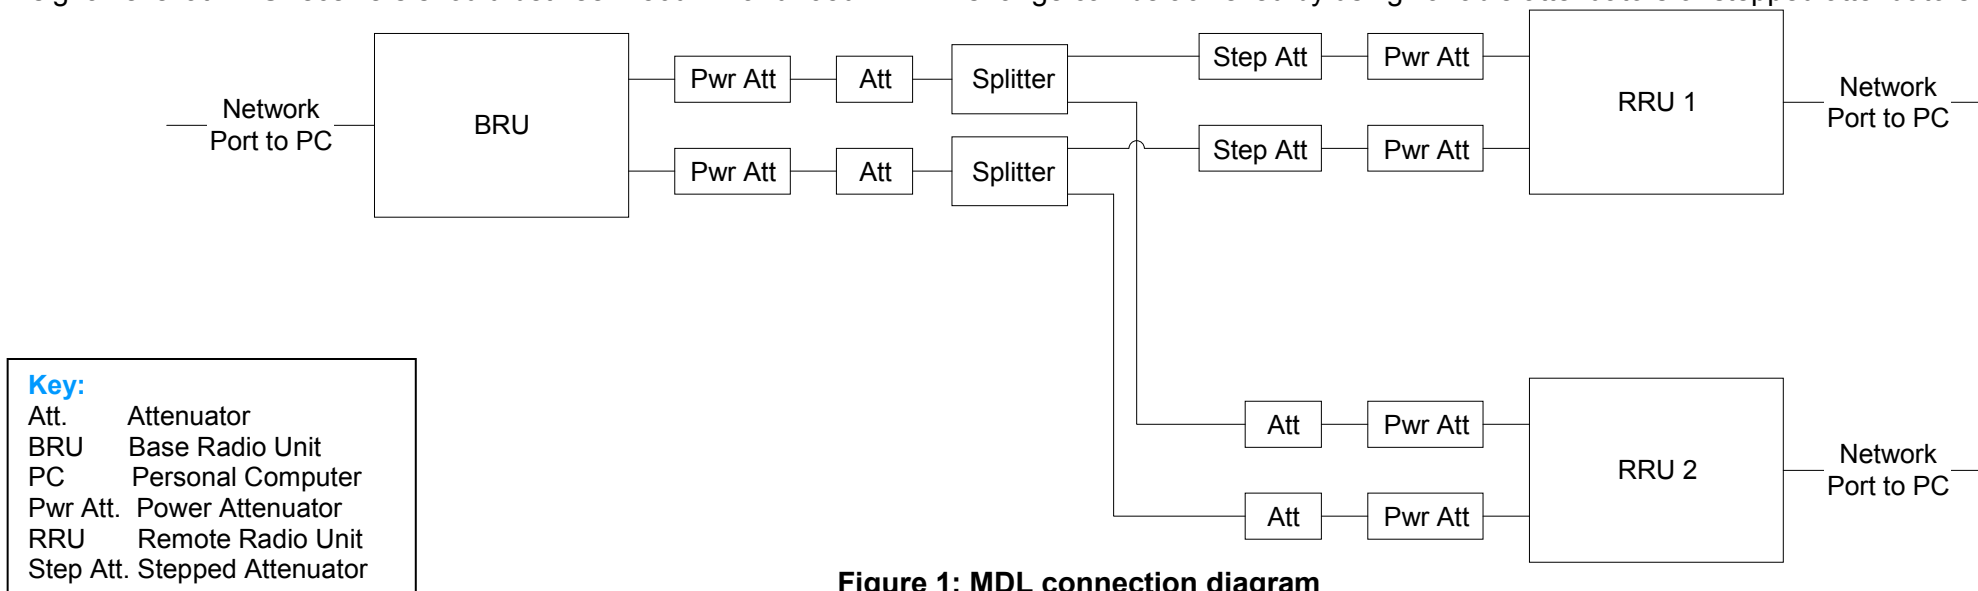 Network
Port to PC
BRU
Pwr Att
Att
Splitter
Step Att
Pwr Att
RRU 1
Network
Port to PC
Pwr Att
Att
Splitter
Step Att
Pwr Att
Att
Pwr Att
RRU 2
Network
Port to PC
Att
Pwr Att
Key:
Att. Attenuator
BRU Base Radio Unit
PC Personal Computer
Pwr Att. Power Attenuator
RRU Remote Radio Unit
Step Att. Stepped Attenuator
Figure 1: MDL connection diagram